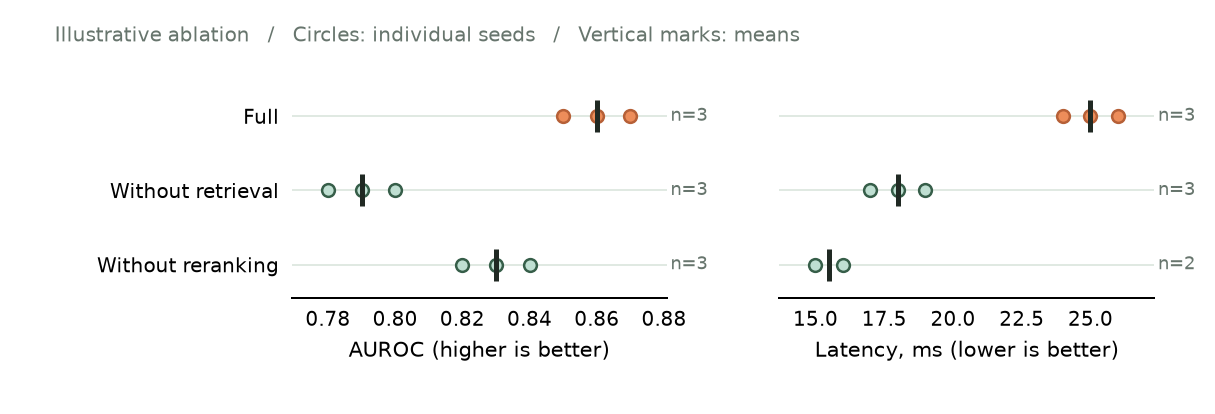 Illustrative ablation / Circles: individual seeds / Vertical marks: means
Full
n=3
n=3
Without retrieval
n=3
n=3
Without reranking
n=3
n=2
0.78 0.80 0.82 0.84 0.86 0.88
15.0 17.5 20.0 22.5 25.0
AUROC (higher is better)
Latency, ms (lower is better)